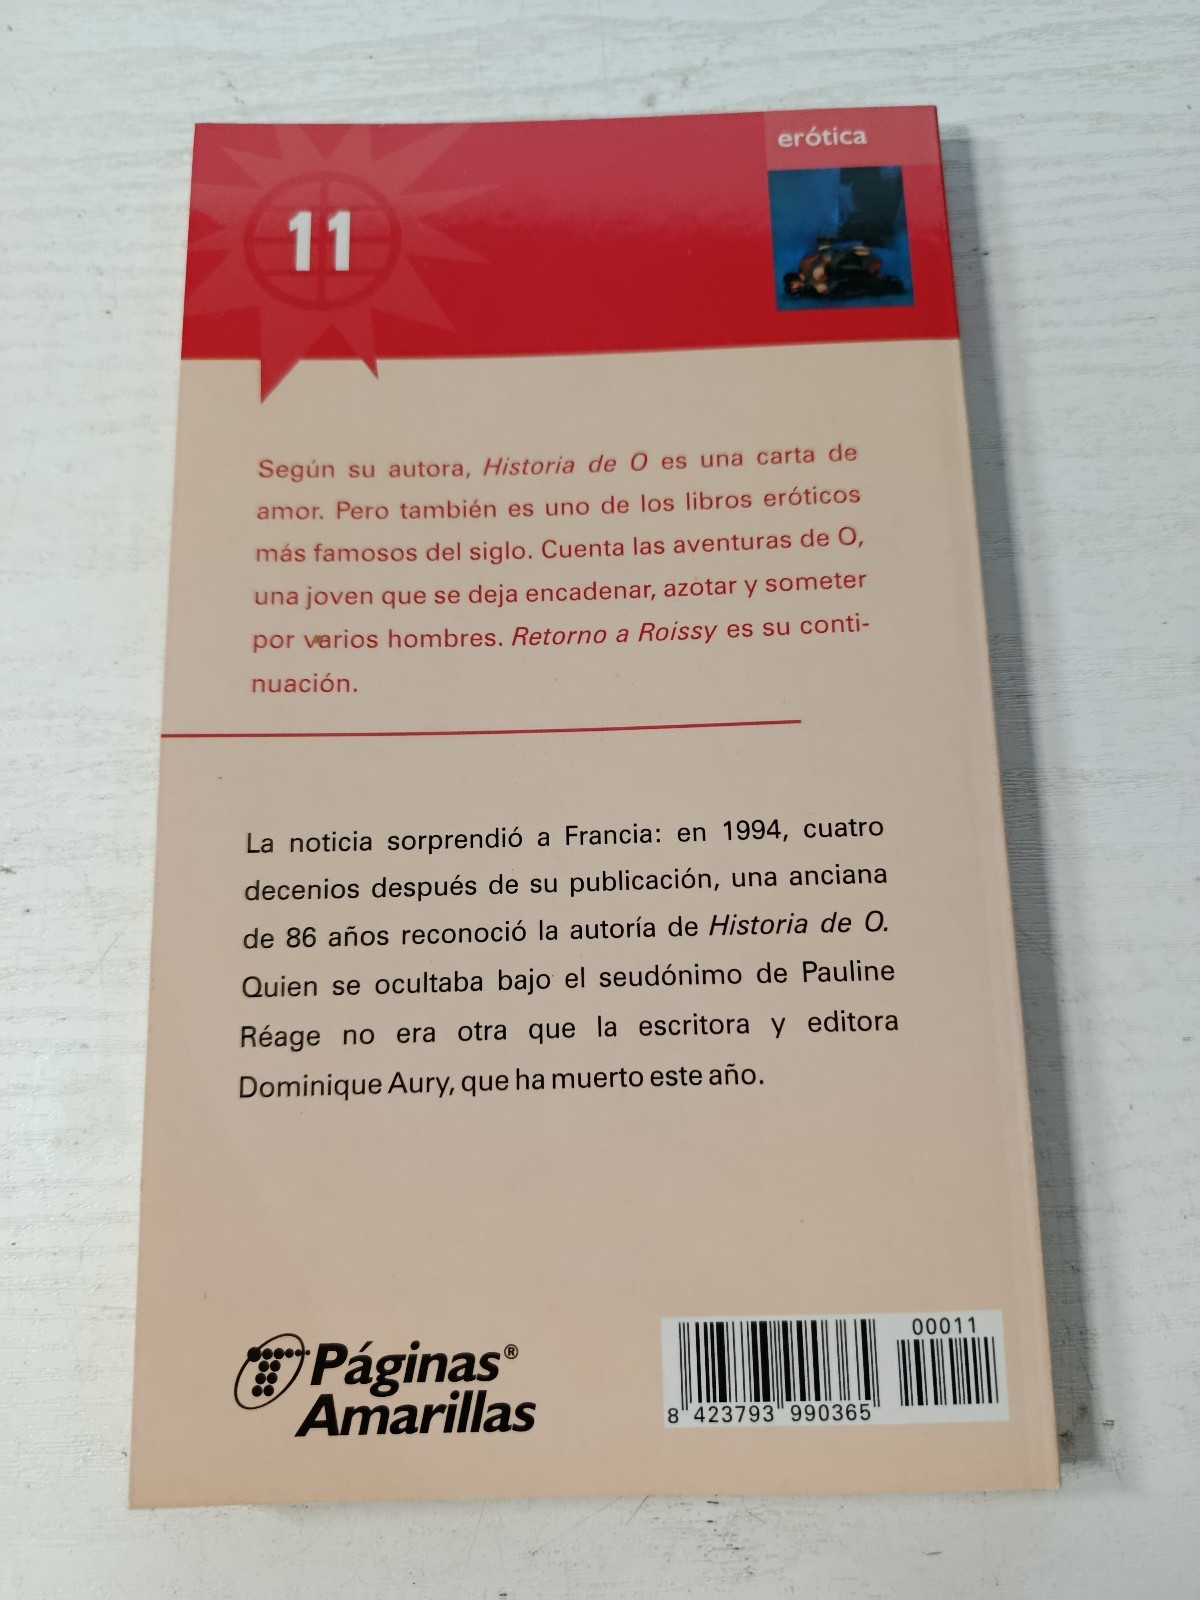 erótica
11
Según su autora, Historia de O es una carta de
amor. Pero también es uno de los libros eróticos
más famosos del siglo. Cuenta las aventuras de O,
una joven que se deja encadenar, azotar y someter
por varios hombres. Retorno a Roissy es su conti-
nuación.
La noticia sorprendió a Francia: en 1994, cuatro
decenios después de su publicación, una anciana
de 86 años reconoció la autoría de Historia de O.
Quien se ocultaba bajo el seudónimo de Pauline
Réage no era otra que la escritora y editora
Dominique Aury, que ha muerto este año.
Páginas®
Amarillas
00011
8 423793 990365